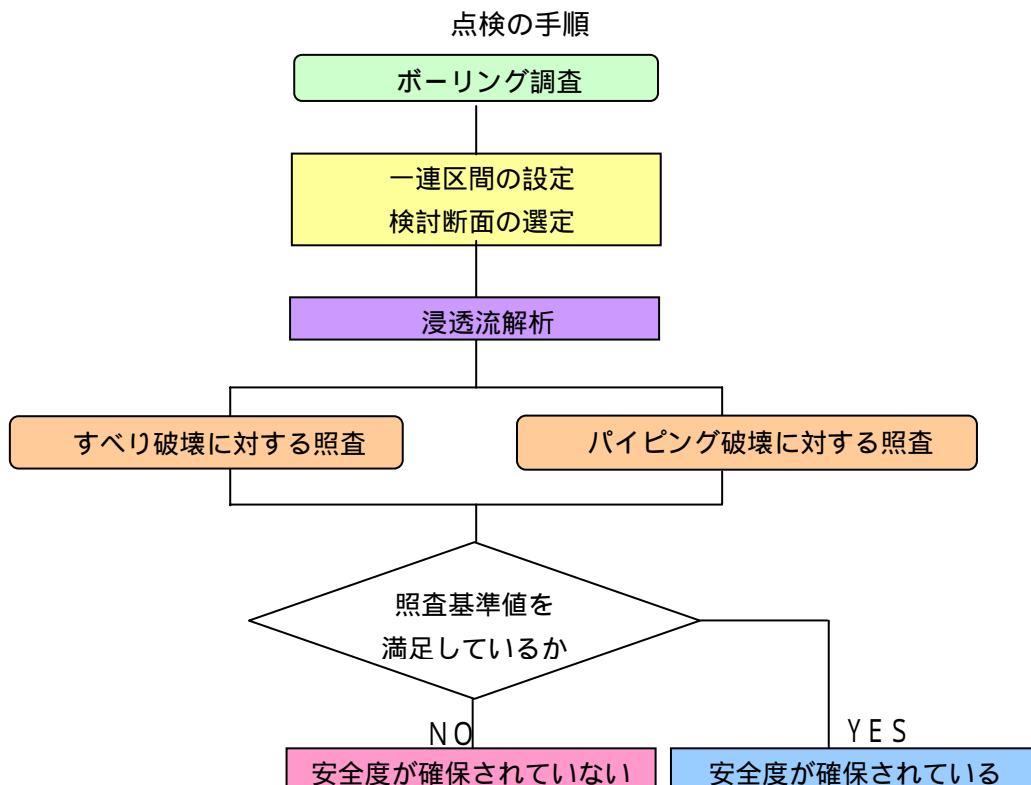 点検の手順
ボーリング調査
一連区間の設定
検討断面の選定
浸透流解析
すべり破壊に対する照査
パイピング破壊に対する照査
照査基準値を
満足しているか
NO
YES
安全度が確保されていない
安全度が確保されている